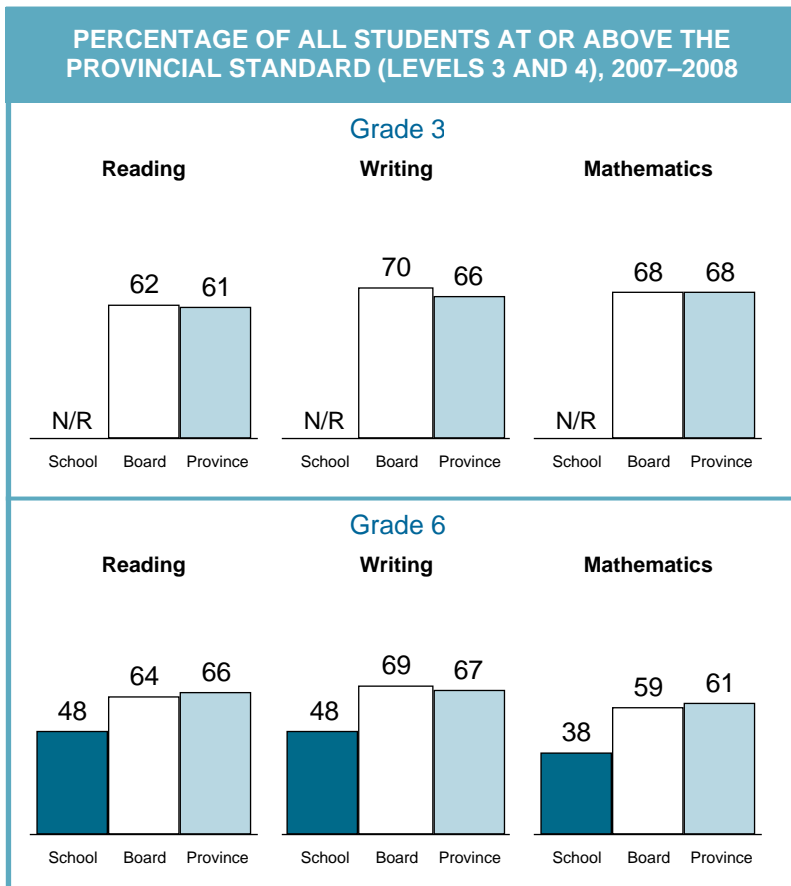 PERCENTAGE OF ALL STUDENTS AT OR ABOVE THE
PROVINCIAL STANDARD (LEVELS 3 AND 4), 2007–2008
Grade 3
Reading Writing Mathematics
62 61 70 66 68 68
N/R N/R N/R
School Board Province School Board Province School Board Province
Grade 6
Reading Writing Mathematics
48 64 66 48 69 67 38 59 61
School Board Province School Board Province School Board Province